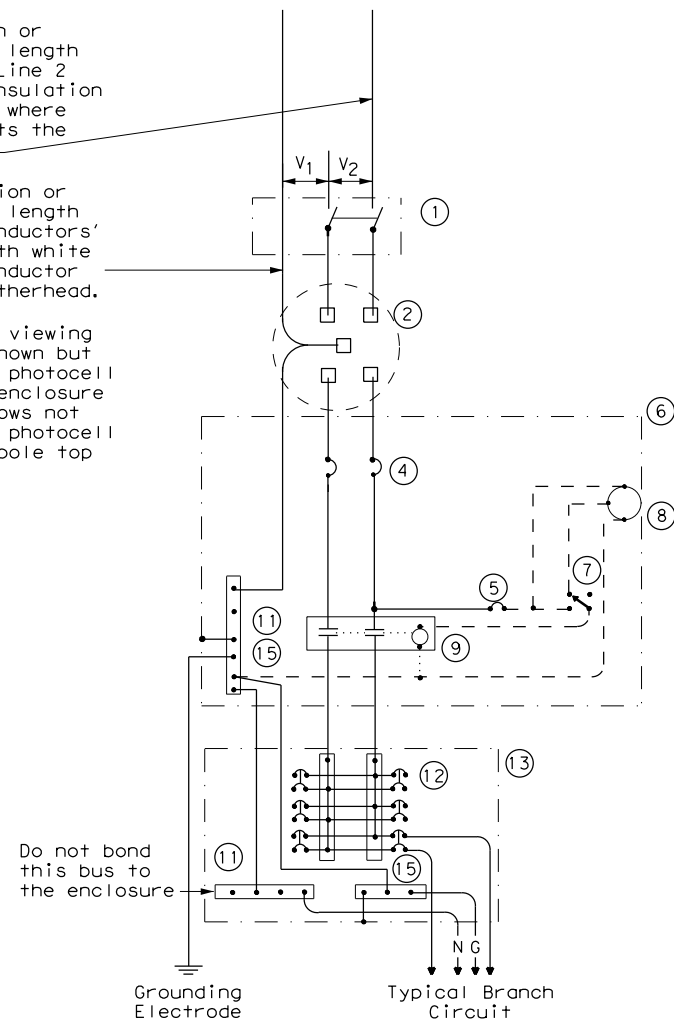 n or
length
Line 2
nsulation
where
ts the
ion or
length
nductors'
th white
nductor
therhead.
viewing
hown but
photocell
enclosure
ows not
photocell
pole top
V1
V2
1
2
6
4
8
5
7
11
9
15
13
12
11
15
Do not bond
this bus to
the enclosure
N G
Grounding
Electrode
Typical Branch
Circuit